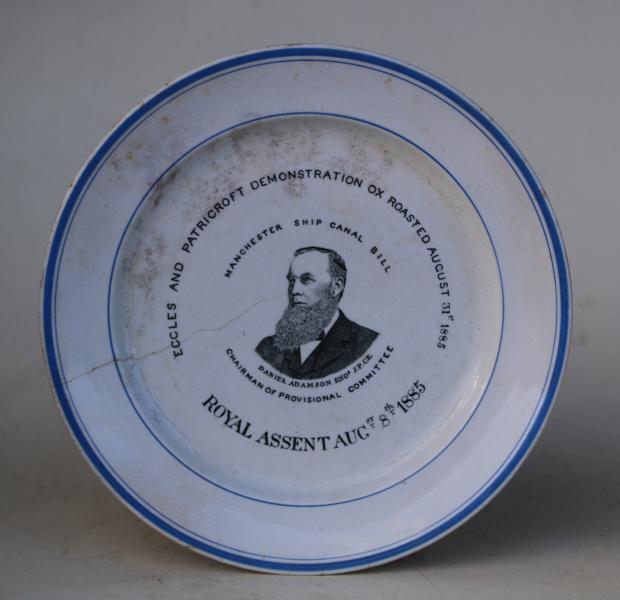 ECCLES AND PATRICROFT DEMONSTRATION OX ROASTED AUGUST 31ST 1885
MANCHESTER SHIP CANAL BILL
DANIEL ADAMSON ESQR J.P. C.E.
CHAIRMAN OF PROVISIONAL COMMITTEE
ROYAL ASSENT AUGST 8TH 1885